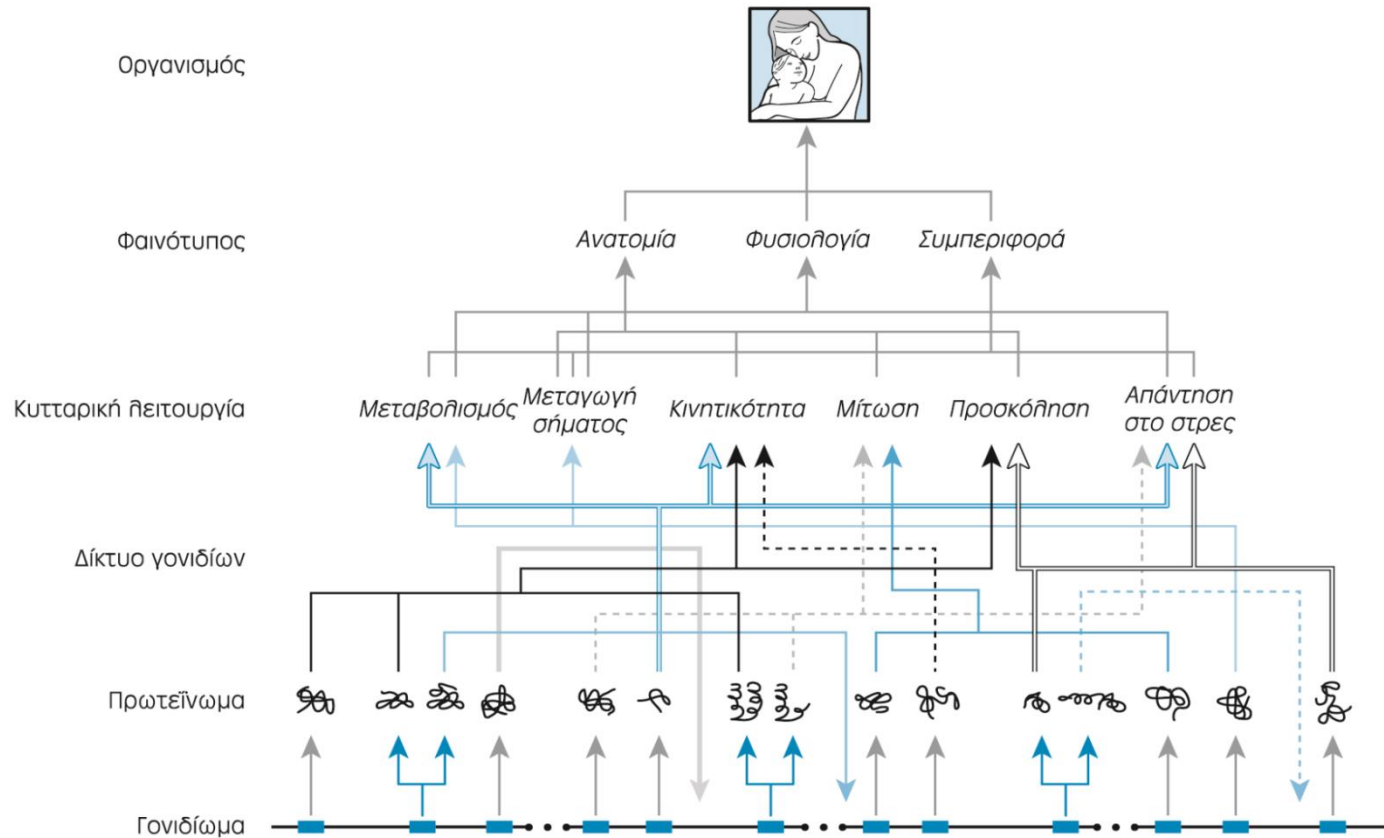 Οργανισμός
Φαινότυπος
Ανατομία
Φυσιολογία
Συμπεριφορά
Κυτταρική λειτουργία
Μεταβολισμός
Μεταγωγή
σήματος
Κινητικότητα
Μίτωση
Προσκόλληση
Απάντηση
στο στρες
Δίκτυο γονιδίων
Πρωτεΐνωμα
Γονιδίωμα